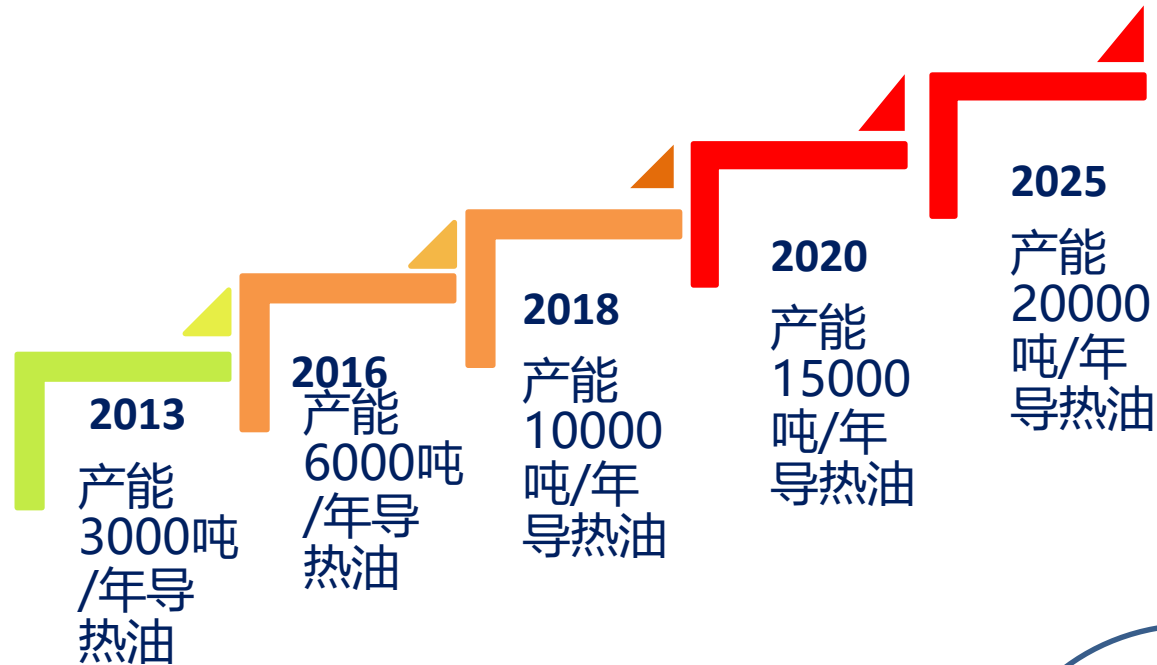 2013
产能
3000吨
/年导
热油
2016
产能
6000吨
/年导
热油
2018
产能
10000
吨/年
导热油
2020
产能
15000
吨/年
导热油
2025
产能
20000
吨/年
导热油